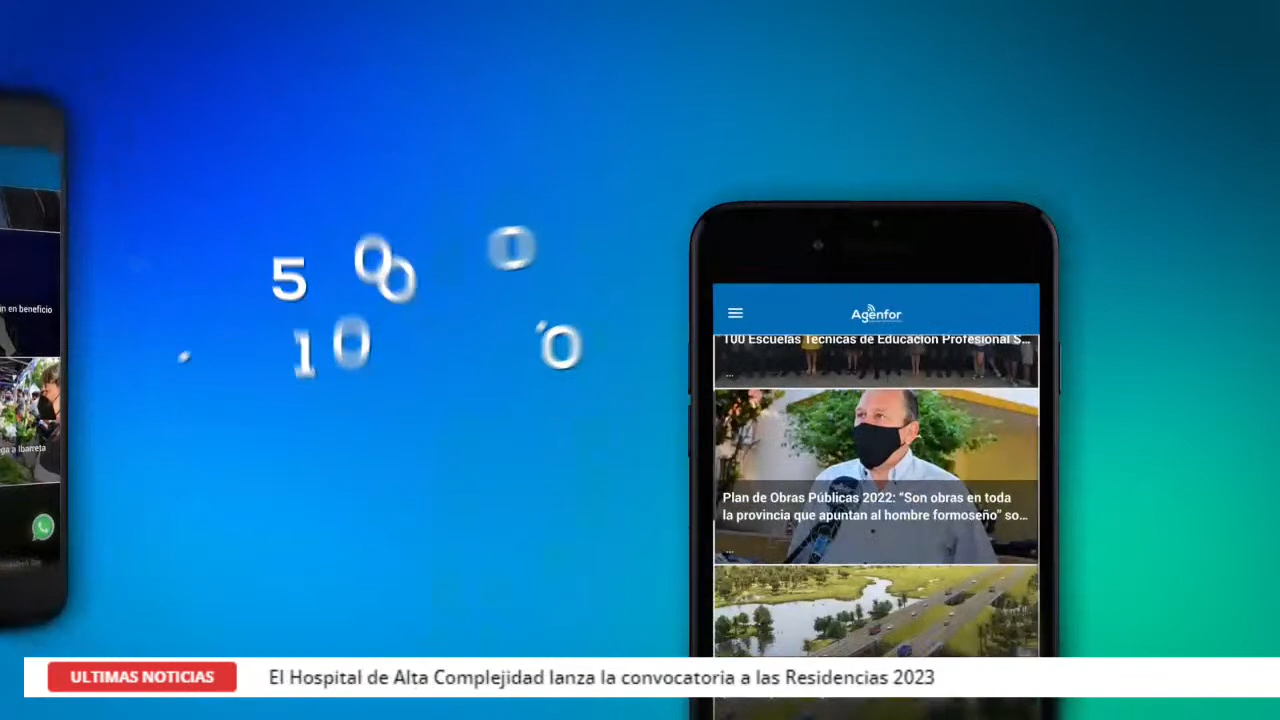 n en beneficio
ga a Ibarreta
5 0 0 0
1 0 0
Agenfor
100 Escuelas Técnicas de Educación Profesional S...
...
Plan de Obras Públicas 2022: “Son obras en toda
la provincia que apuntan al hombre formoseño” so...
...
ULTIMAS NOTICIAS
El Hospital de Alta Complejidad lanza la convocatoria a las Residencias 2023